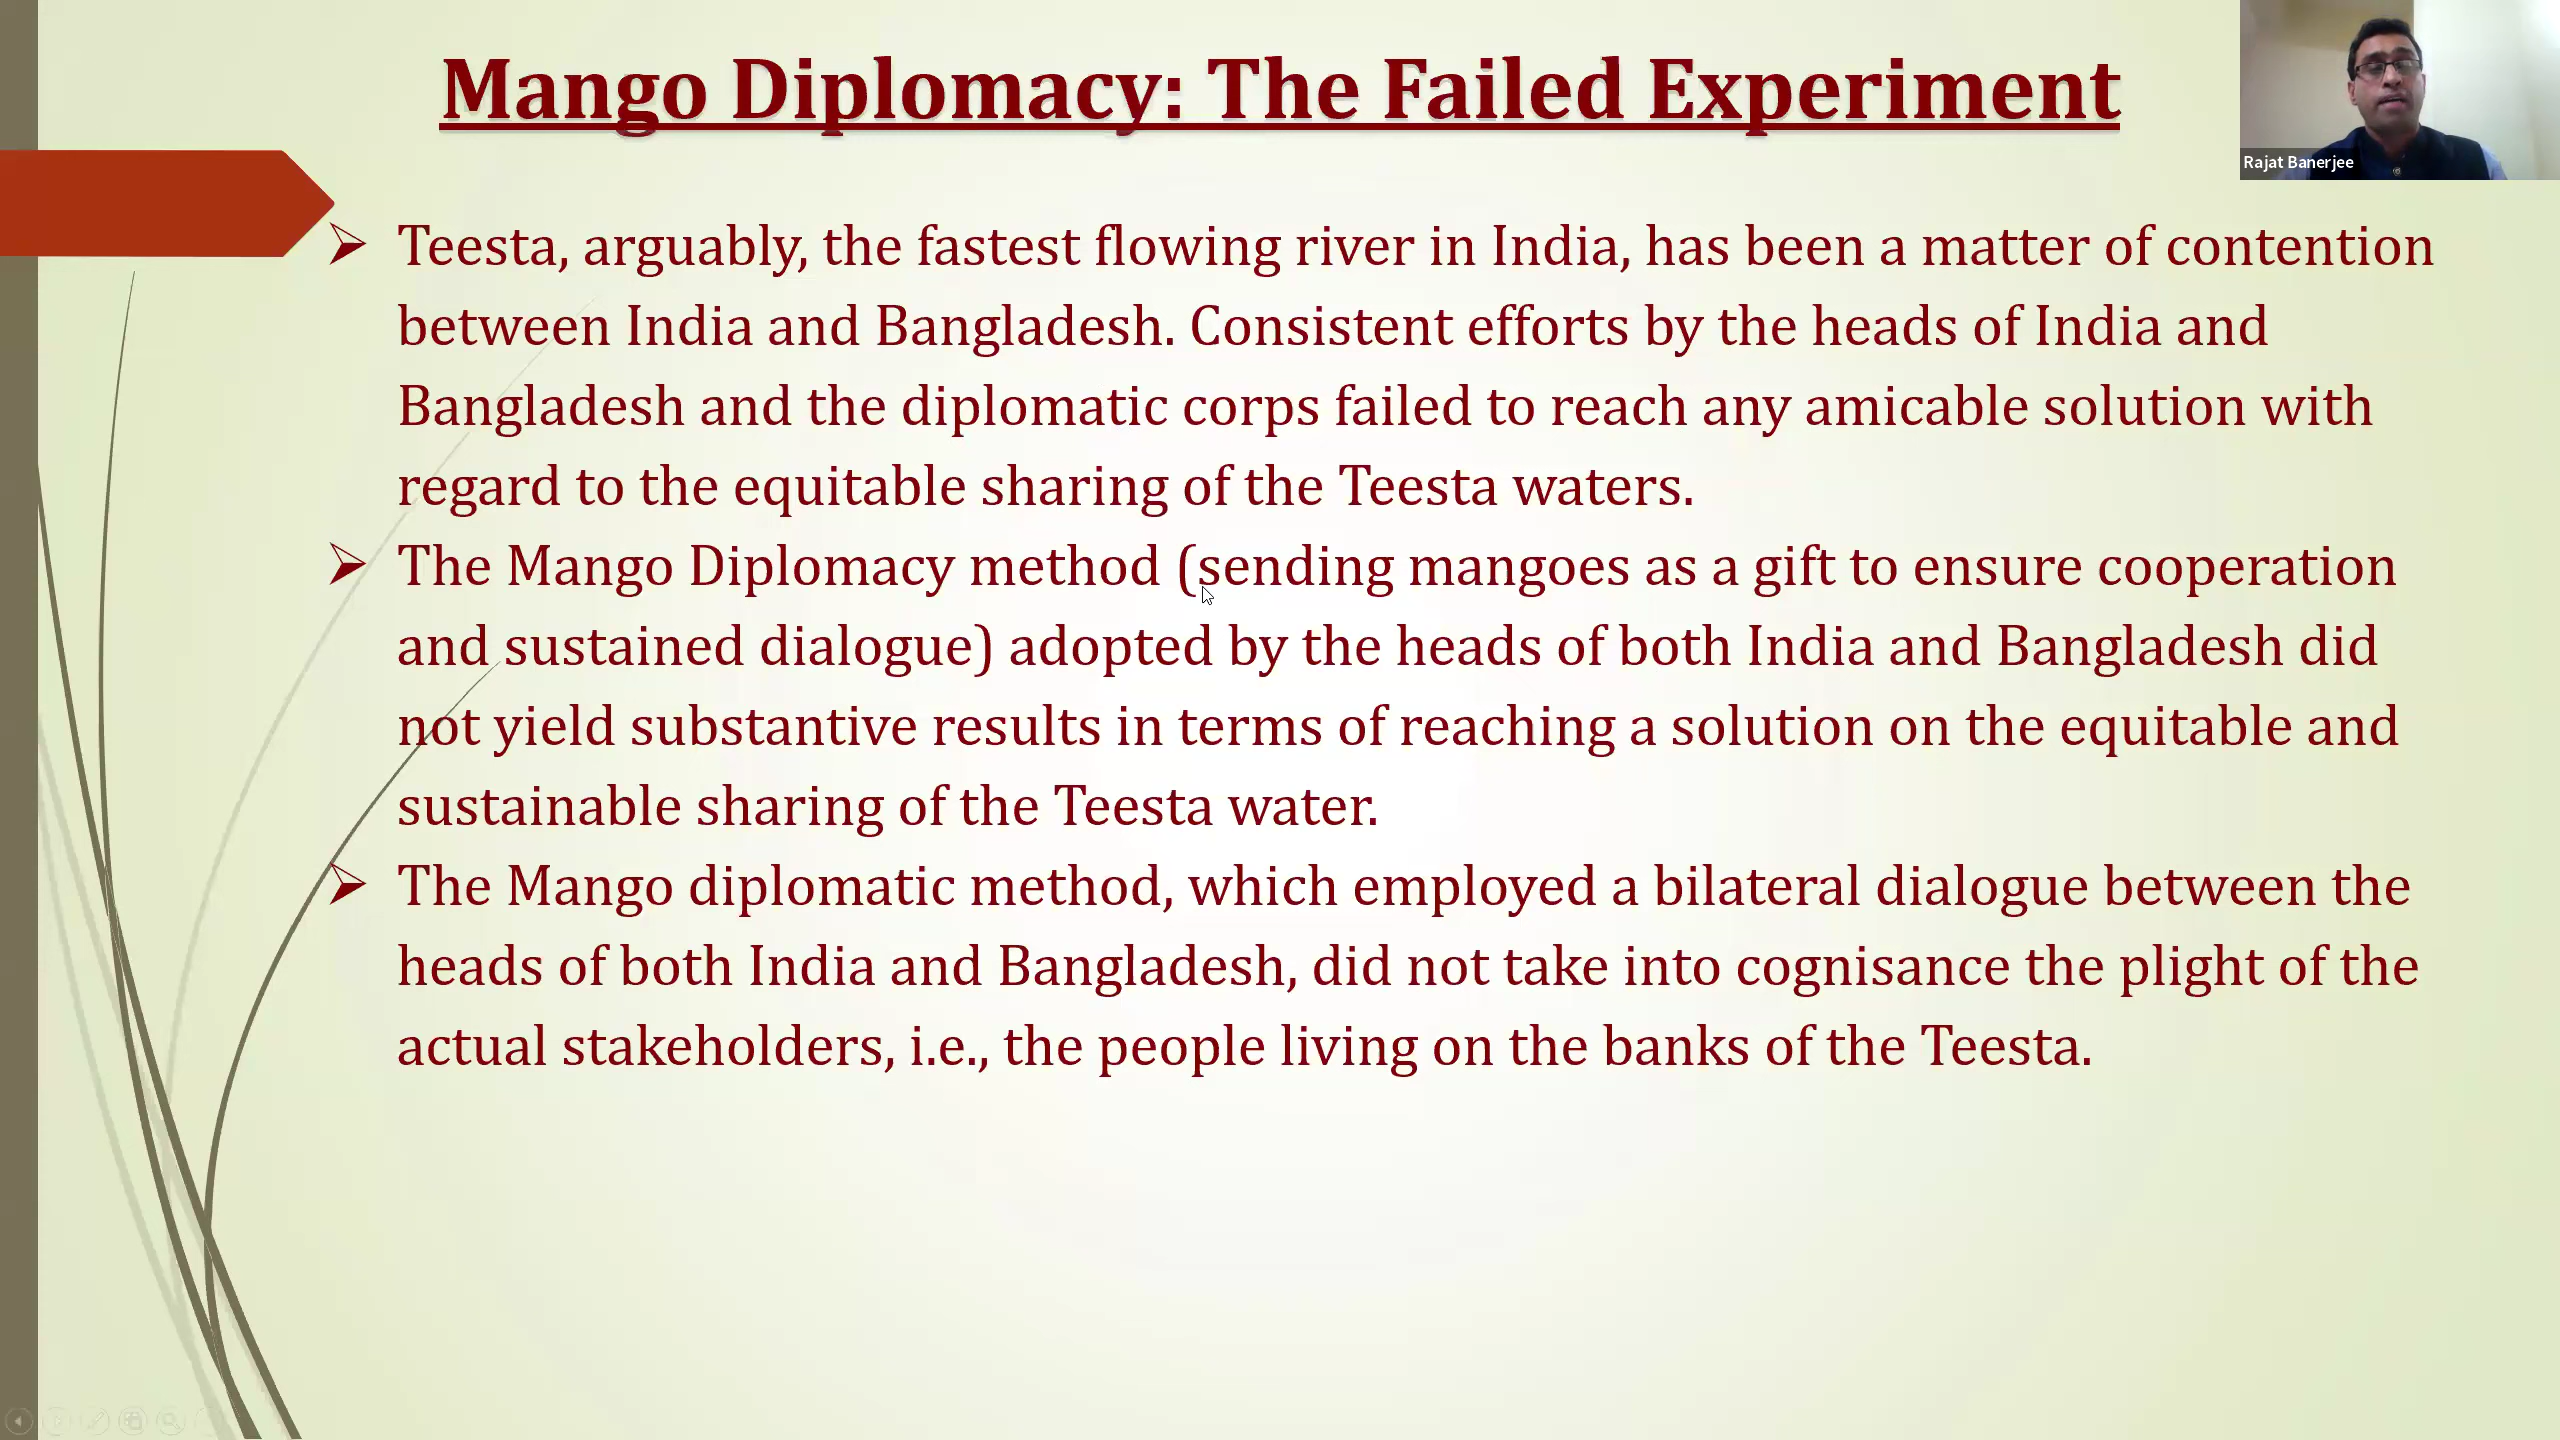 Mango Diplomacy: The Failed Experiment
Rajat Banerjee
➢ Teesta, arguably, the fastest flowing river in India, has been a matter of contention
between India and Bangladesh. Consistent efforts by the heads of India and
Bangladesh and the diplomatic corps failed to reach any amicable solution with
regard to the equitable sharing of the Teesta waters.
➢ The Mango Diplomacy method (sending mangoes as a gift to ensure cooperation
and sustained dialogue) adopted by the heads of both India and Bangladesh did
not yield substantive results in terms of reaching a solution on the equitable and
sustainable sharing of the Teesta water.
➢ The Mango diplomatic method, which employed a bilateral dialogue between the
heads of both India and Bangladesh, did not take into cognisance the plight of the
actual stakeholders, i.e., the people living on the banks of the Teesta.